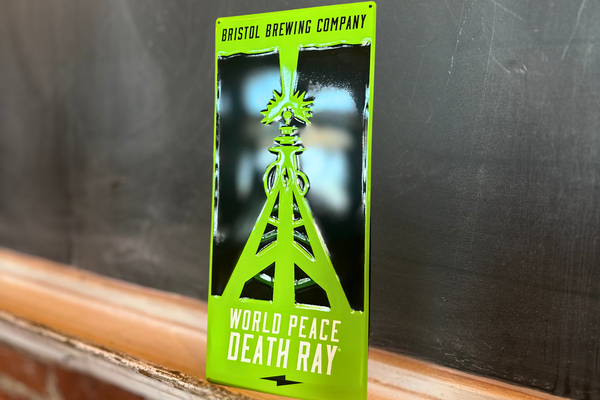 BRISTOL BREWING COMPANY
WORLD PEACE
DEATH RAY